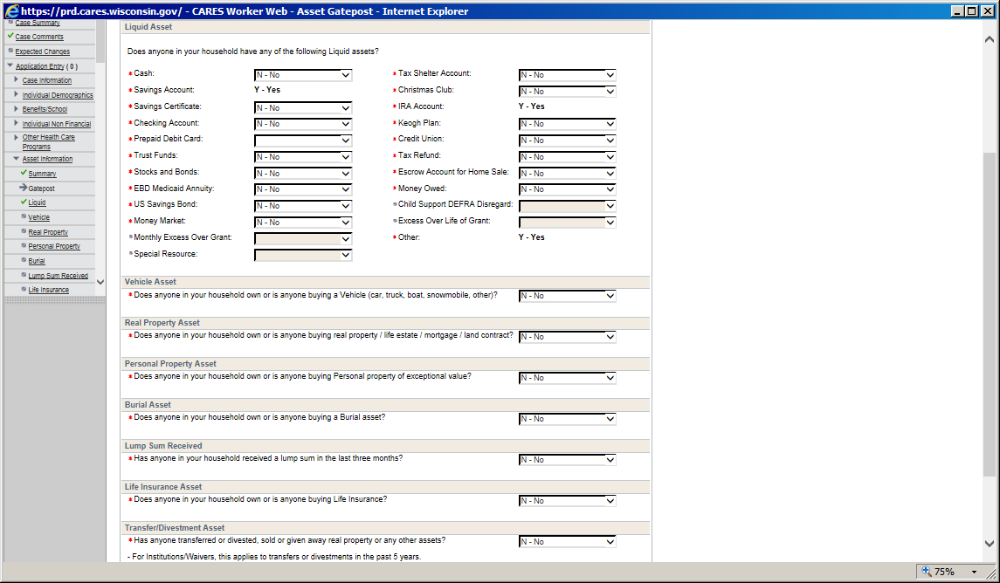 https://prd.cares.wisconsin.gov/ - CARES Worker Web - Asset Gatepost - Internet Explorer
Case Summary
Case Comments
Expected Changes
Application Entry ( 0 )
Case Information
Individual Demographics
Benefits/School
Individual Non Financial
Other Health Care
Programs
Asset Information
Summary
Gatepost
Liquid
Vehicle
Real Property
Personal Property
Burial
Lump Sum Received
Life Insurance
Liquid Asset
Does anyone in your household have any of the following Liquid assets?
* Cash: N - No * Tax Shelter Account: N - No
* Savings Account: Y - Yes * Christmas Club: N - No
* Savings Certificate: N - No * IRA Account: Y - Yes
* Checking Account: N - No * Keogh Plan: N - No
* Prepaid Debit Card: * Credit Union: N - No
* Trust Funds: N - No * Tax Refund: N - No
* Stocks and Bonds: N - No * Escrow Account for Home Sale: N - No
* EBD Medicaid Annuity: N - No * Money Owed: N - No
* US Savings Bond: N - No Child Support DEFRA Disregard:
* Money Market: N - No Excess Over Life of Grant:
Monthly Excess Over Grant: * Other: Y - Yes
Special Resource:
Vehicle Asset
* Does anyone in your household own or is anyone buying a Vehicle (car, truck, boat, snowmobile, other)? N - No
Real Property Asset
* Does anyone in your household own or is anyone buying real property / life estate / mortgage / land contract? N - No
Personal Property Asset
* Does anyone in your household own or is anyone buying Personal property of exceptional value? N - No
Burial Asset
* Does anyone in your household own or is anyone buying a Burial asset? N - No
Lump Sum Received
* Has anyone in your household received a lump sum in the last three months? N - No
Life Insurance Asset
* Does anyone in your household own or is anyone buying Life Insurance? N - No
Transfer/Divestment Asset
* Has anyone transferred or divested, sold or given away real property or any other assets? N - No
- For Institutions/Waivers, this applies to transfers or divestments in the past 5 years.
75%